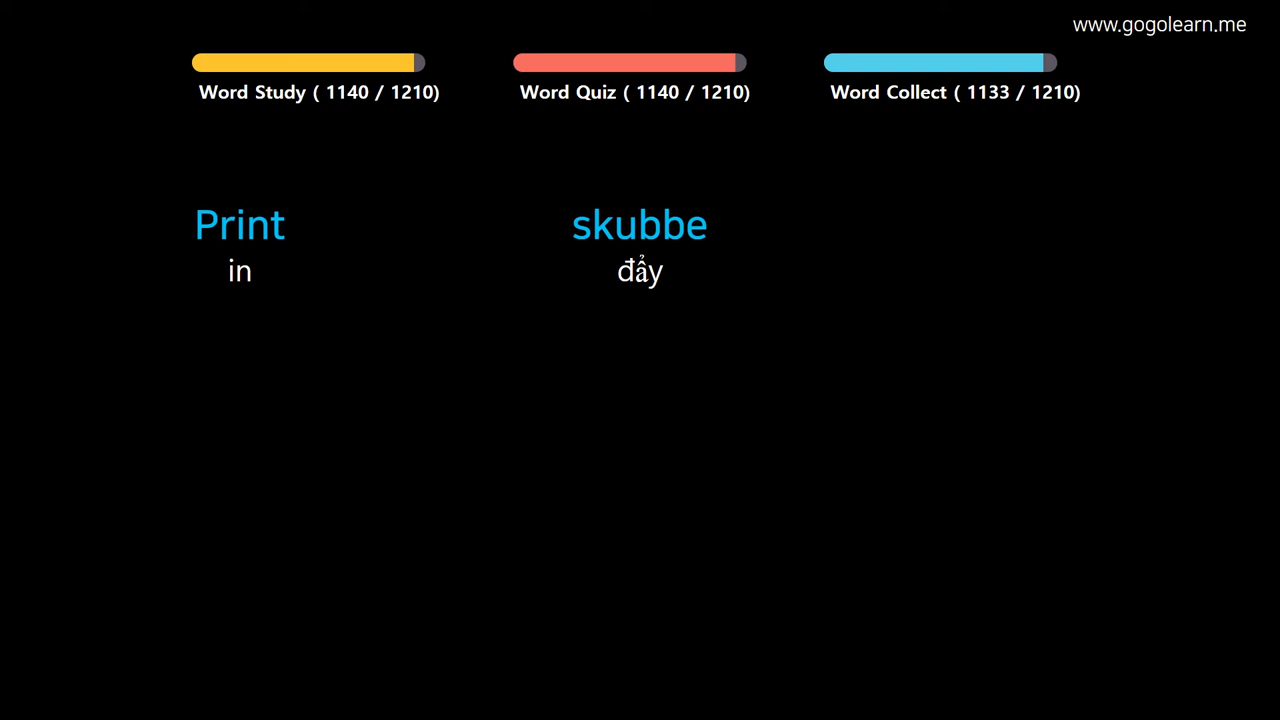 www.gogolearn.me
Word Study ( 1140 / 1210)
Word Quiz ( 1140 / 1210)
Word Collect ( 1133 / 1210)
Print
in
skubbe
đẩy